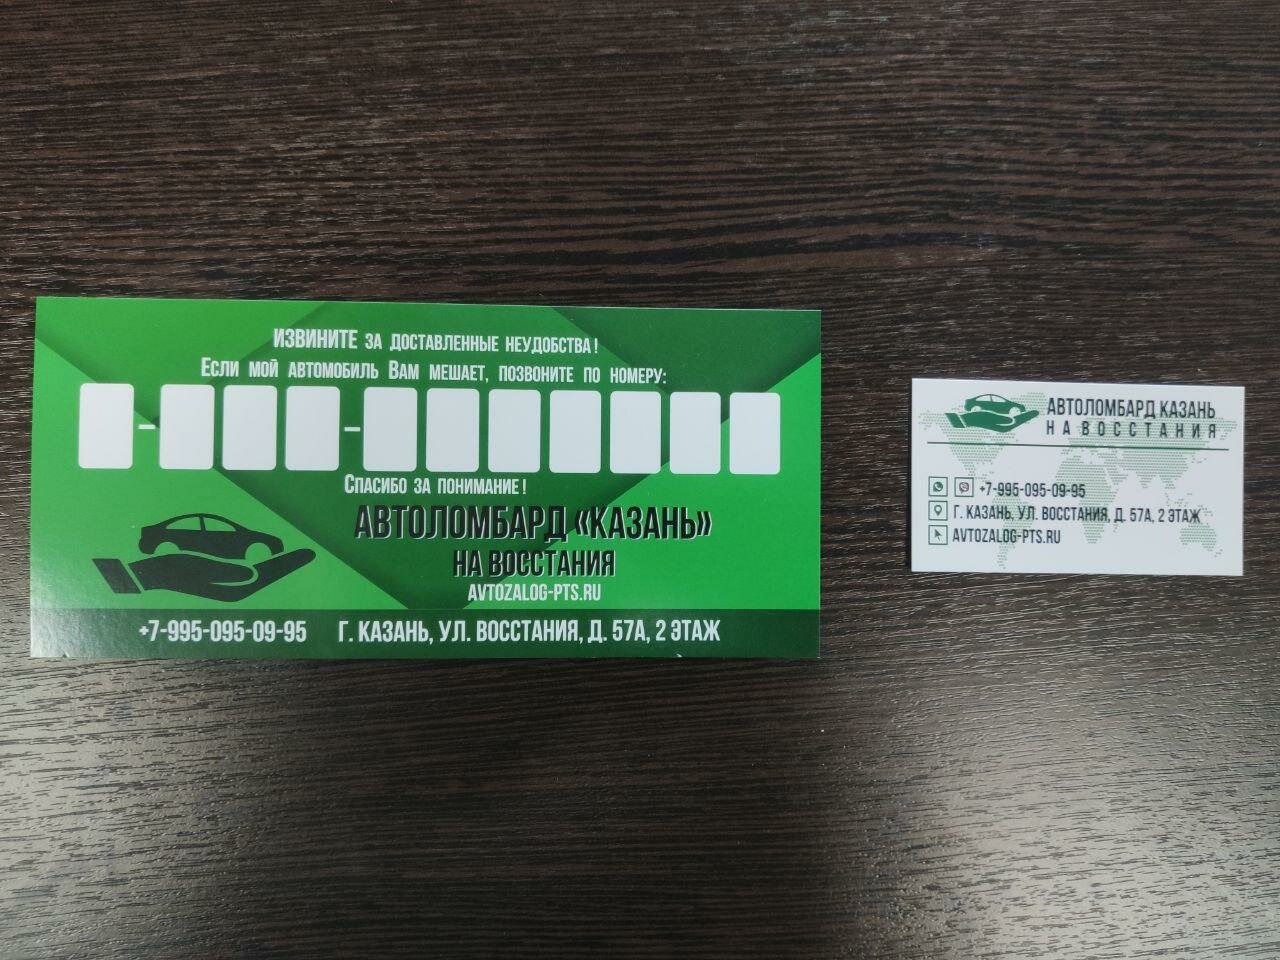 ИЗВИНИТЕ ЗА ДОСТАВЛЕННЫЕ НЕУДОБСТВА!
ЕСЛИ МОЙ АВТОМОБИЛЬ ВАМ МЕШАЕТ, ПОЗВОНИТЕ ПО НОМЕРУ:
- -
СПАСИБО ЗА ПОНИМАНИЕ!
АВТОЛОМБАРД «КАЗАНЬ»
НА ВОССТАНИЯ
AVTOZALOG-PTS.RU
+7-995-095-09-95 Г. КАЗАНЬ, УЛ. ВОССТАНИЯ, Д. 57А, 2 ЭТАЖ
АВТОЛОМБАРД КАЗАНЬ
НА ВОССТАНИЯ
+7-995-095-09-95
Г. КАЗАНЬ, УЛ. ВОССТАНИЯ, Д. 57А, 2 ЭТАЖ
AVTOZALOG-PTS.RU